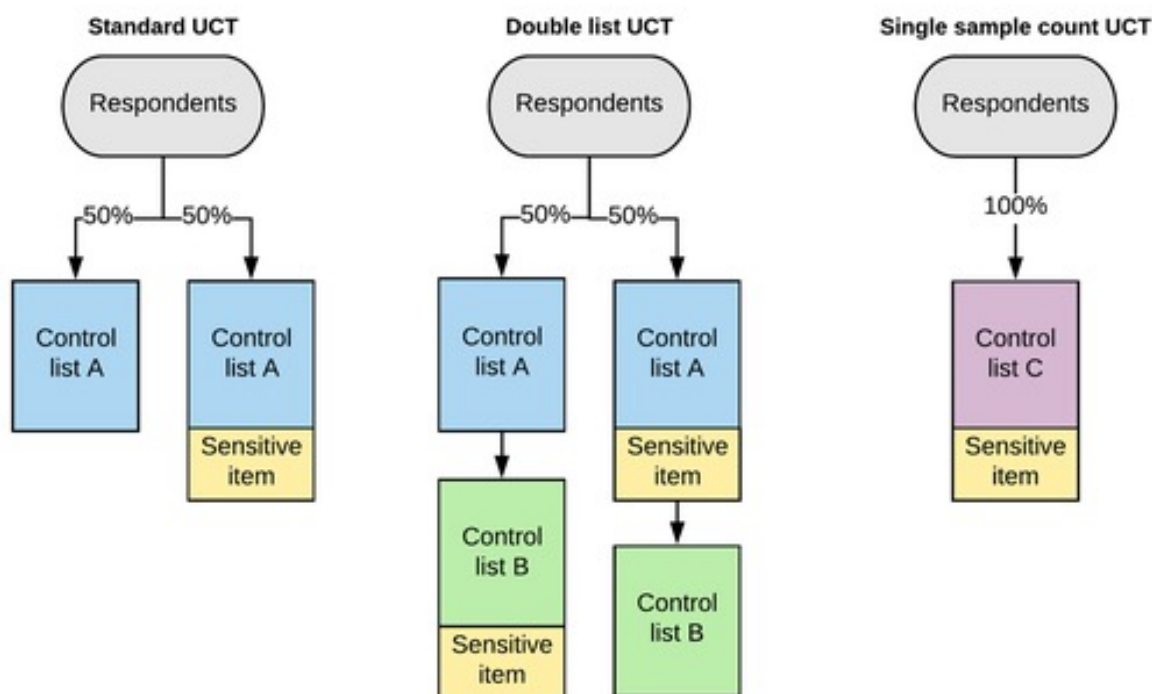 Standard UCT
Respondents
50%
50%
Control
list A
Control
list A
Sensitive
item
Double list UCT
Respondents
50%
50%
Control
list A
Control
list B
Sensitive
item
Control
list A
Sensitive
item
Control
list B
Single sample count UCT
Respondents
100%
Control
list C
Sensitive
item